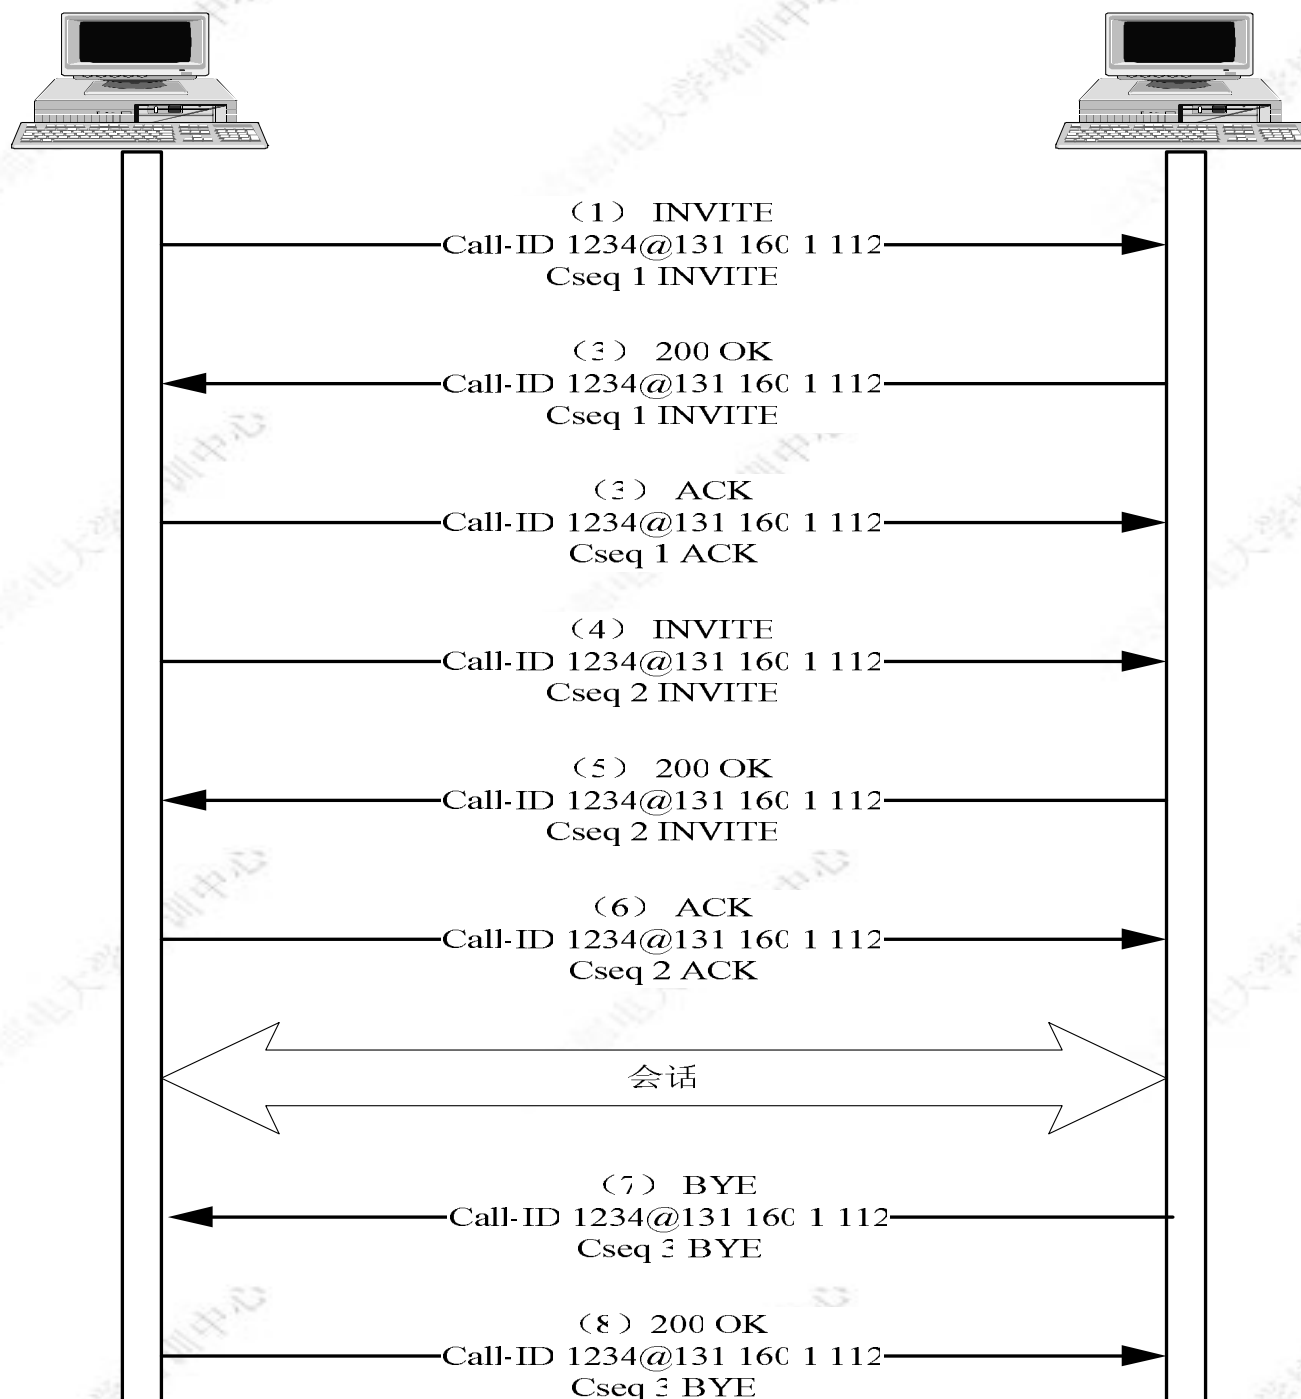 （1） INVITE
Call-ID 1234@131 160 1 112
Cseq 1 INVITE
（3） 200 OK
Call-ID 1234@131 160 1 112
Cseq 1 INVITE
（3） ACK
Call-ID 1234@131 160 1 112
Cseq 1 ACK
（4） INVITE
Call-ID 1234@131 160 1 112
Cseq 2 INVITE
（5） 200 OK
Call-ID 1234@131 160 1 112
Cseq 2 INVITE
（6） ACK
Call-ID 1234@131 160 1 112
Cseq 2 ACK
会话
（7） BYE
Call-ID 1234@131 160 1 112
Cseq 3 BYE
（8） 200 OK
Call-ID 1234@131 160 1 112
Cseq 3 BYE